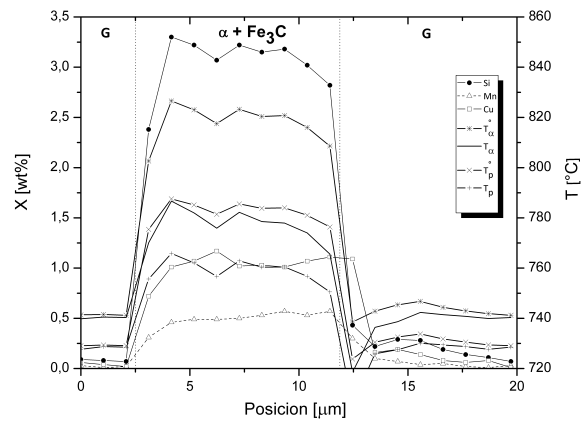 3,5
3,0
2,5
2,0
1,5
1,0
0,5
0,0
X [wt%]
G
α + Fe3C
G
860
840
820
800
780
760
740
720
T [°C]
Si
Mn
Cu
T°α
Tα
T°p
Tp
0
5
10
15
20
Posicion [μm]